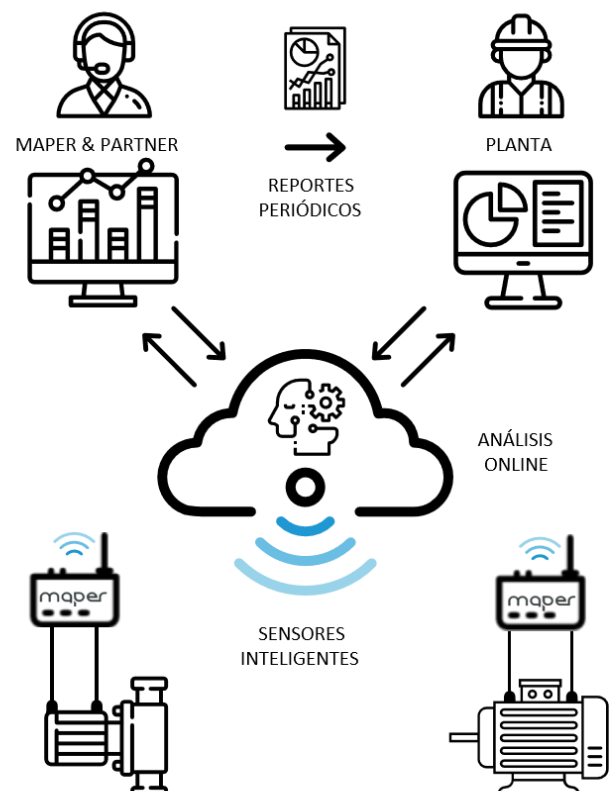 MAPER & PARTNER
PLANTA
REPORTES
PERIÓDICOS
ANÁLISIS
ONLINE
maper
maper
SENSORES
INTELIGENTES